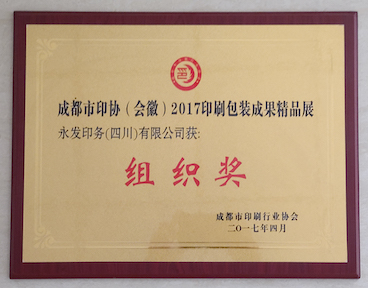 成都市印协（会徽）2017印刷包装成果精品展
永发印务(四川)有限公司获:
组织奖
成都市印刷行业协会
二〇一七年四月